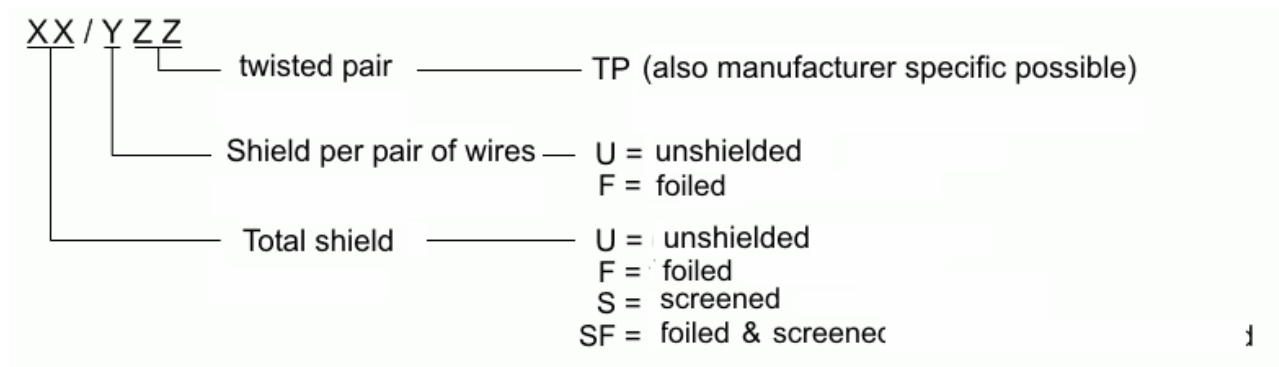 XX/YZZ
twisted pair TP (also manufacturer specific possible)
Shield per pair of wires U = unshielded
F = foiled
Total shield U = unshielded
F = foiled
S = screened
SF = foiled & screened